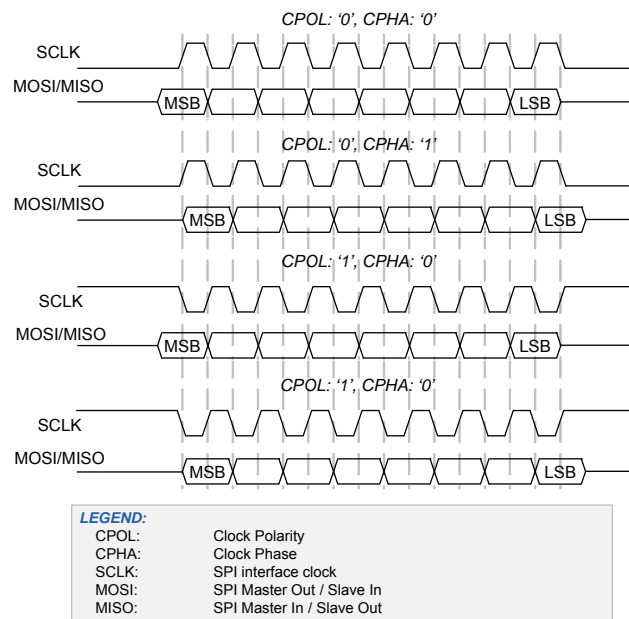 CPOL: ‘0’, CPHA: ‘0’
SCLK
MOSI/MISO
MSB LSB
CPOL: ‘0’, CPHA: ‘1’
SCLK
MOSI/MISO
MSB LSB
CPOL: ‘1’, CPHA: ‘0’
SCLK
MOSI/MISO
MSB LSB
CPOL: ‘1’, CPHA: ‘0’
SCLK
MOSI/MISO
MSB LSB
LEGEND:
CPOL: Clock Polarity
CPHA: Clock Phase
SCLK: SPI interface clock
MOSI: SPI Master Out / Slave In
MISO: SPI Master In / Slave Out